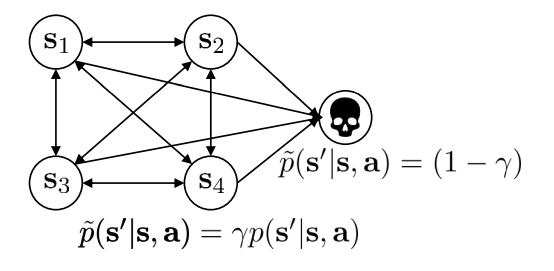 s₁ s₂
s₃ s₄
p̃(s′|s, a) = (1 − γ)
p̃(s′|s, a) = γp(s′|s, a)